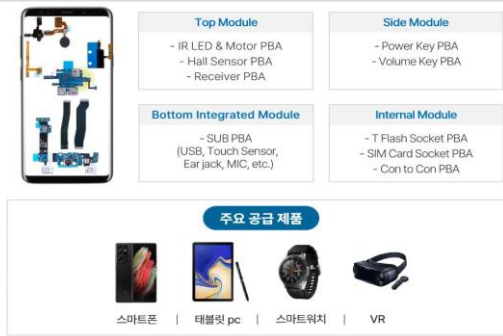 Top Module
- IR LED & Motor PBA
- Hall Sensor PBA
- Receiver PBA
Side Module
- Power Key PBA
- Volume Key PBA
Bottom Integrated Module
- SUB PBA
(USB, Touch Sensor,
Ear jack, MIC, etc.)
Internal Module
- T Flash Socket PBA
- SIM Card Socket PBA
- Con to Con PBA
주요 공급 제품
스마트폰 | 태블릿 pc | 스마트워치 | VR